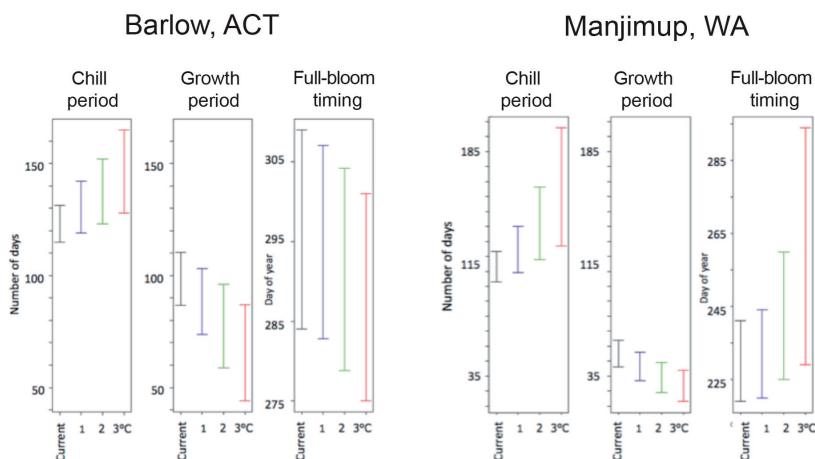 Barlow, ACT
Manjimup, WA
Chill period
Growth period
Full-bloom timing
Chill period
Growth period
Full-bloom timing
Number of days
150
100
50
Current 1 2 3ºC
150
100
50
Current 1 2 3ºC
Day of year
305
295
285
275
Current 1 2 3ºC
Number of days
185
115
35
Current 1 2 3ºC
185
115
35
Current 1 2 3ºC
Day of year
285
265
245
225
Current 1 2 3ºC